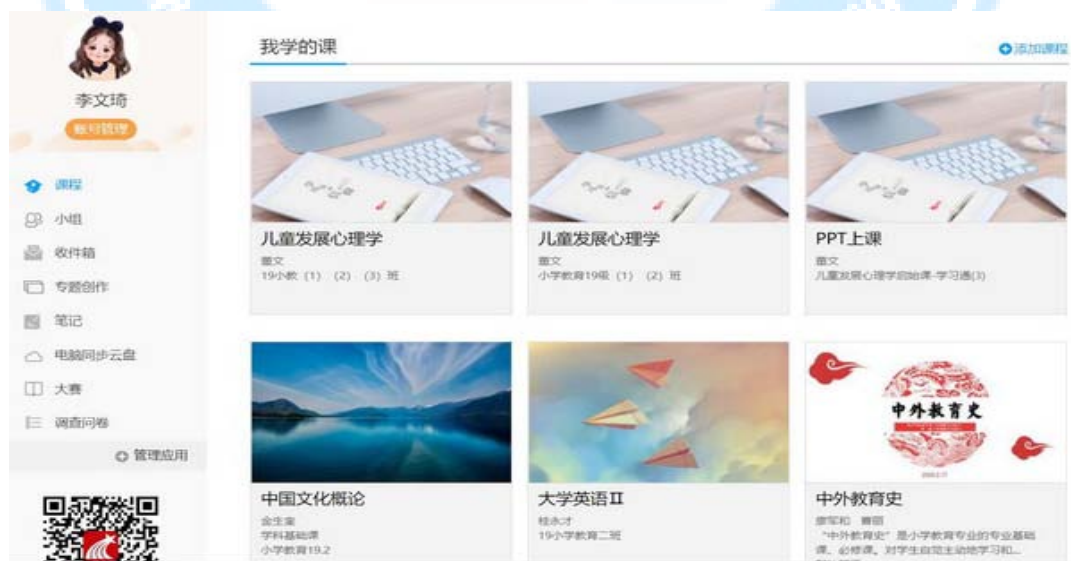 李文琦
账号管理
课程
小组
收件箱
专题创作
笔记
电脑同步云盘
大赛
调查问卷
管理应用
我学的课
添加课程
儿童发展心理学
董文
19小教 (1) (2) (3) 班
儿童发展心理学
董文
小学教育19级 (1) (2) 班
PPT上课
董文
儿童发展心理学启始课-学习通(3)
中国文化概论
学科基础课
小学教育19.2
大学英语Ⅱ
桂永才
19小学教育二班
中外教育史
中外教育史
“中外教育史”是小学教育专业的专业基础
课、必修课。对学生自觉主动地学习和...